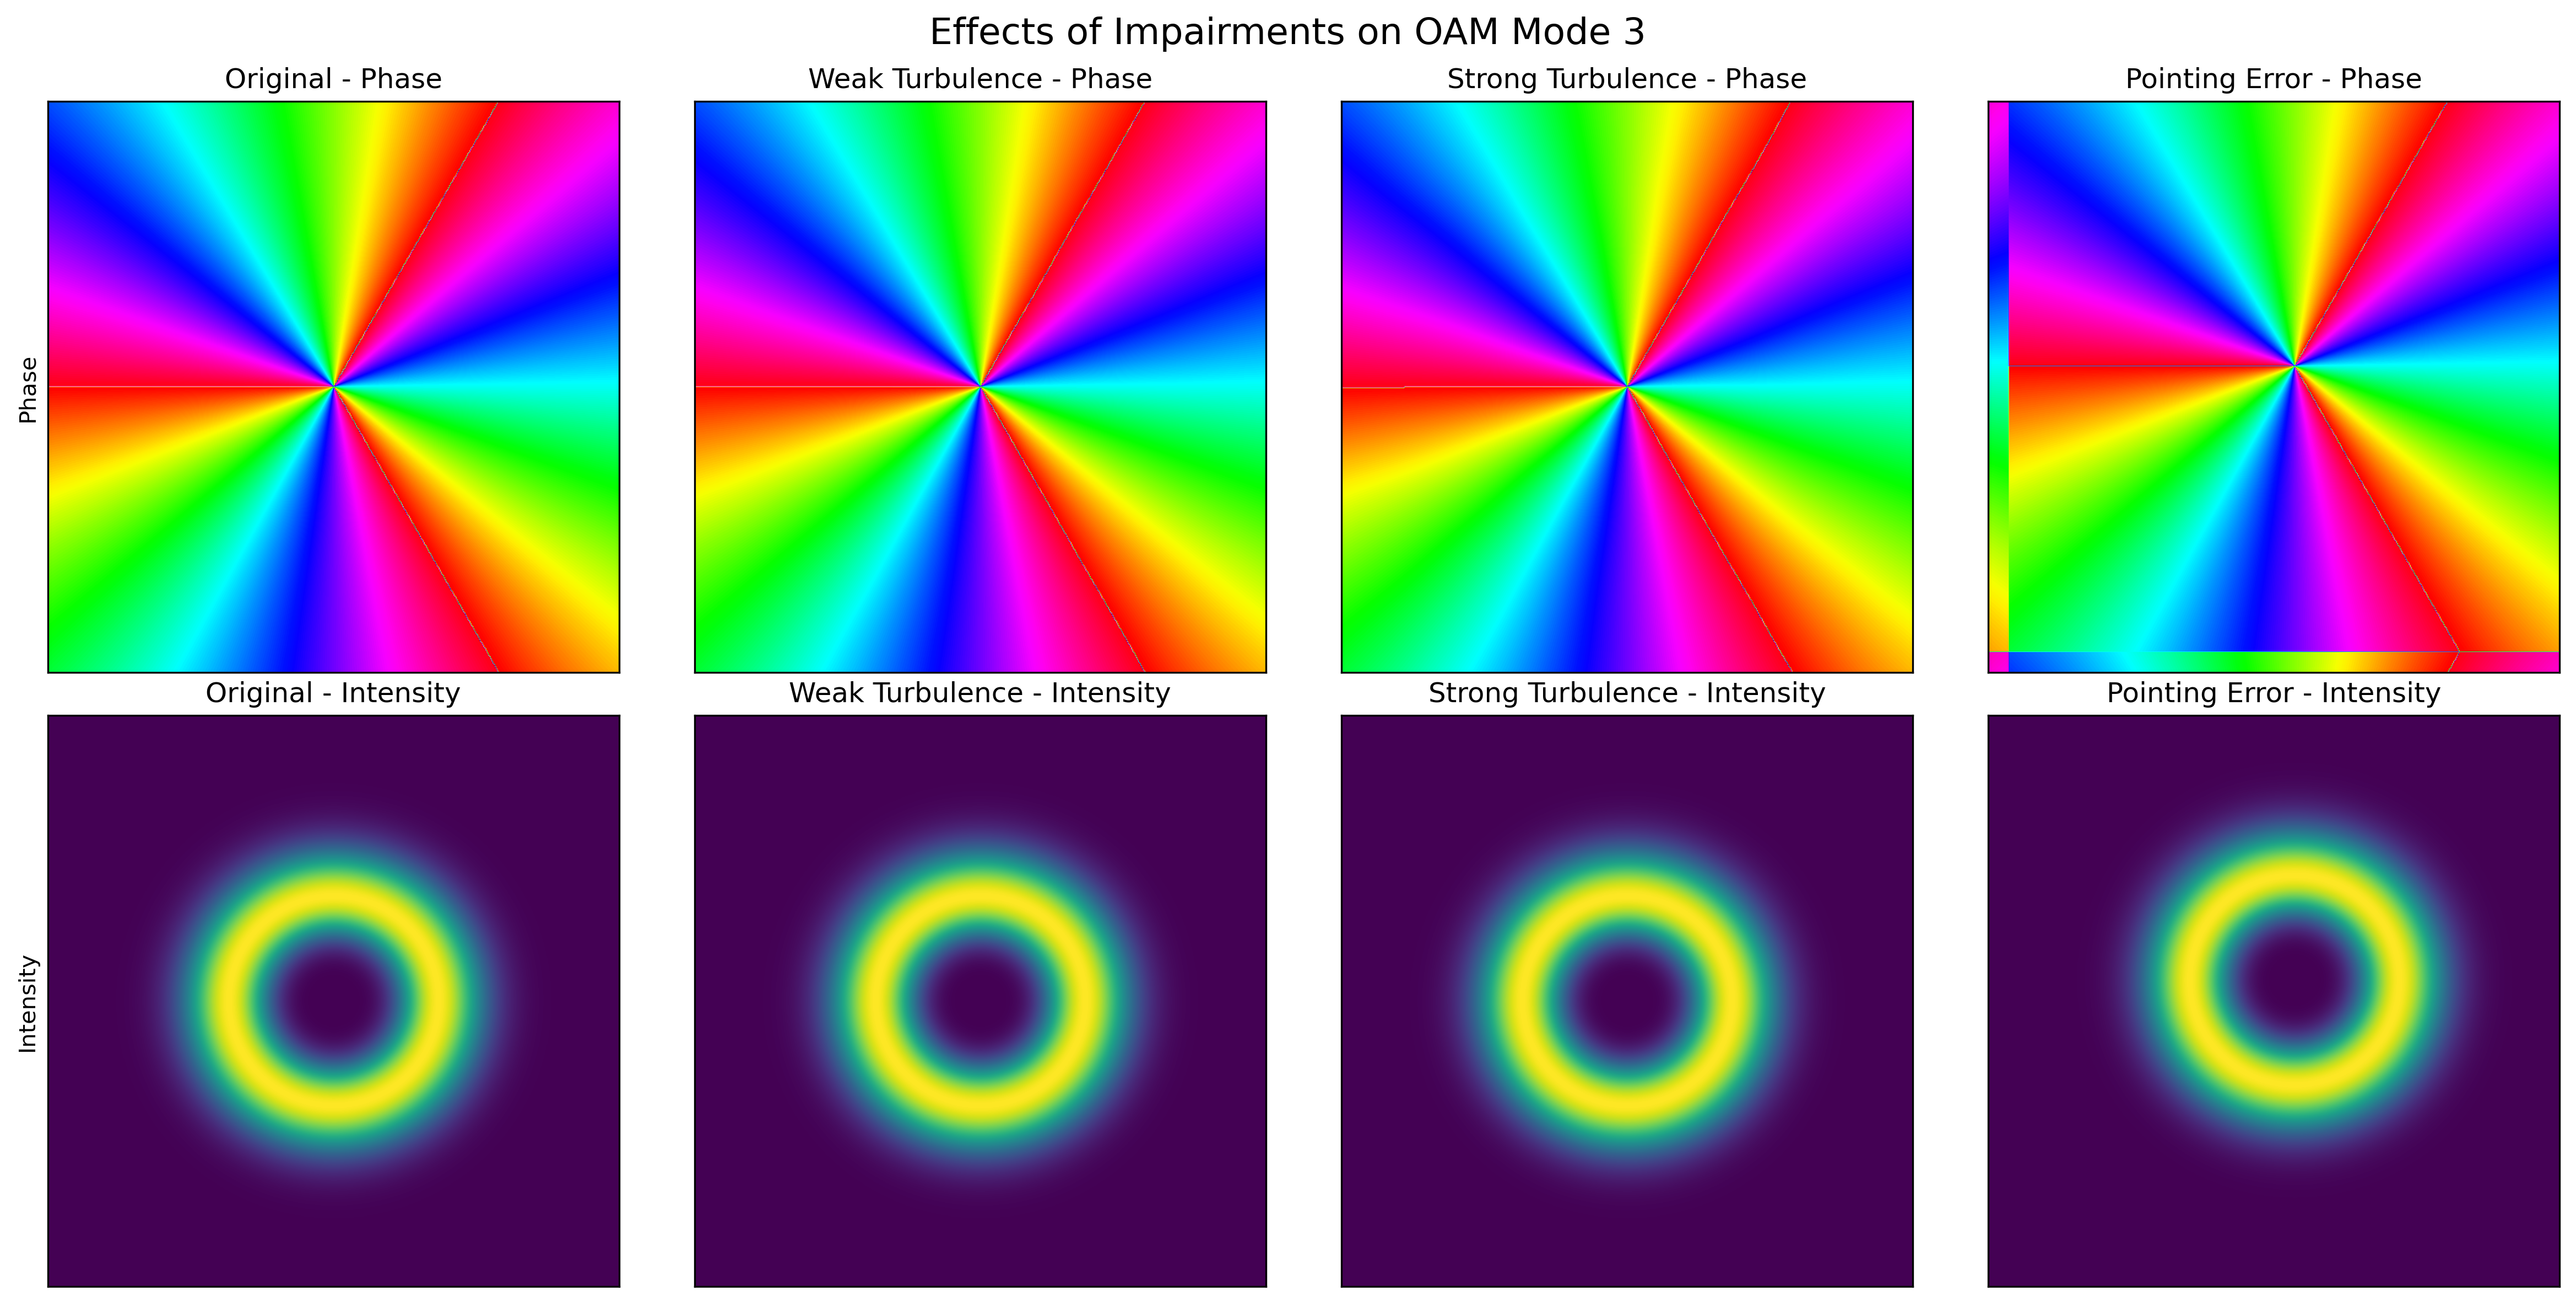 Effects of Impairments on OAM Mode 3
Original - Phase
Weak Turbulence - Phase
Strong Turbulence - Phase
Pointing Error - Phase
Phase
Original - Intensity
Weak Turbulence - Intensity
Strong Turbulence - Intensity
Pointing Error - Intensity
Intensity